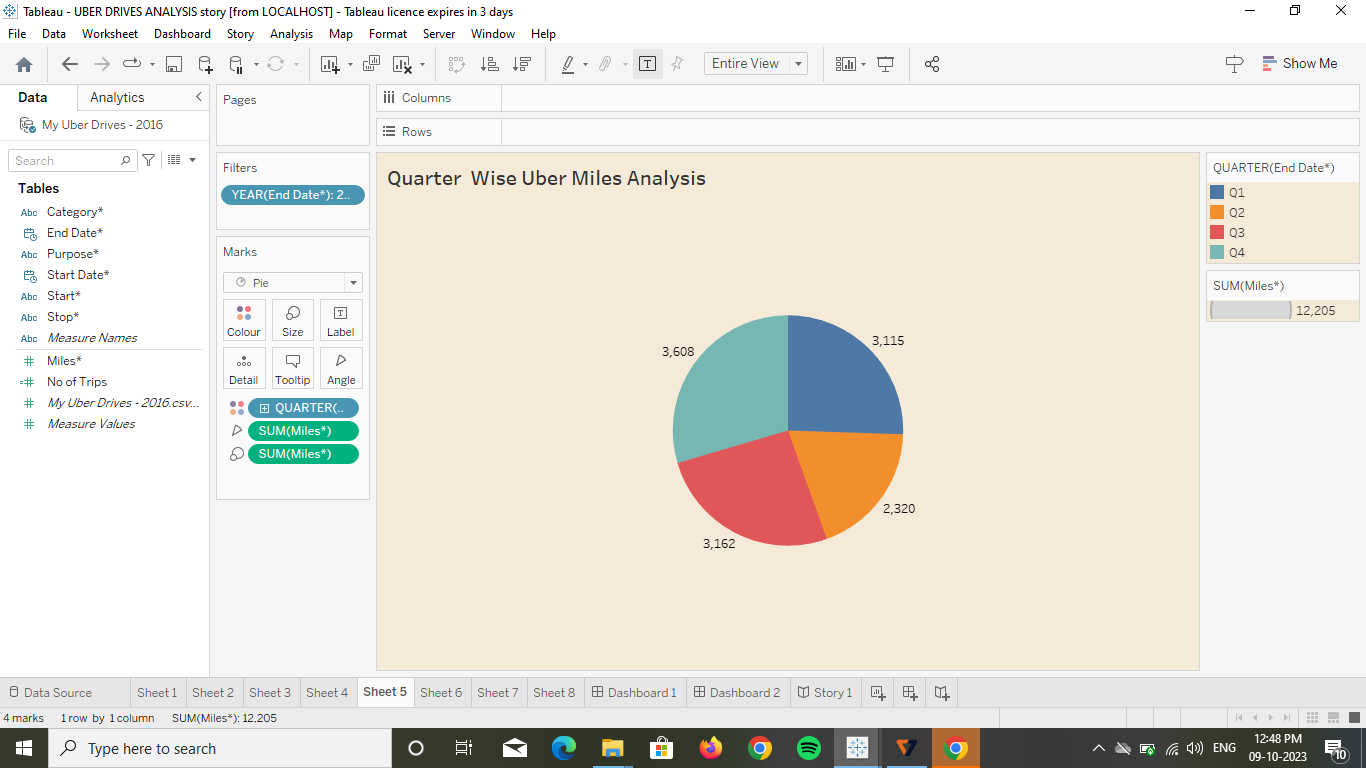 Tableau - UBER DRIVES ANALYSIS story [from LOCALHOST] - Tableau licence expires in 3 days
File Data Worksheet Dashboard Story Analysis Map Format Server Window Help
Entire View
Show Me
Data Analytics
My Uber Drives - 2016
Search
Tables
Abc Category*
End Date*
Abc Purpose*
Start Date*
Abc Start*
Abc Stop*
Abc Measure Names
# Miles*
=# No of Trips
# My Uber Drives - 2016.csv...
# Measure Values
Pages
Filters
YEAR(End Date*): 2..
Marks
Pie
Colour Size Label
Detail Tooltip Angle
QUARTER(..
SUM(Miles*)
SUM(Miles*)
Columns
Rows
Quarter  Wise Uber Miles Analysis
3,115
3,608
2,320
3,162
QUARTER(End Date*)
Q1
Q2
Q3
Q4
SUM(Miles*)
12,205
Data Source Sheet 1 Sheet 2 Sheet 3 Sheet 4 Sheet 5 Sheet 6 Sheet 7 Sheet 8 Dashboard 1 Dashboard 2 Story 1
4 marks 1 row by 1 column SUM(Miles*): 12,205
Type here to search
ENG
12:48 PM
09-10-2023
10